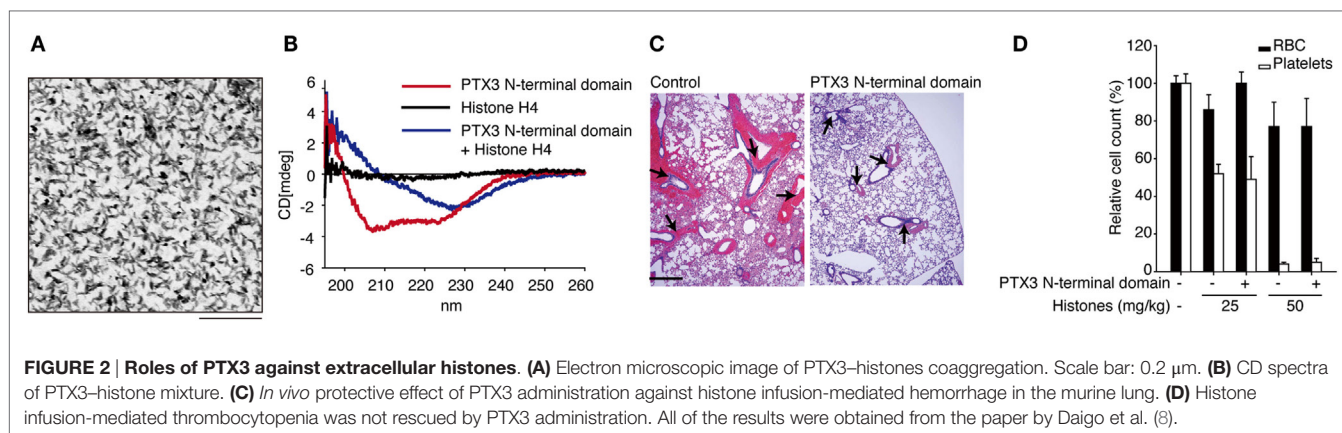 A
B
6
4
2
0
-2
-4
-6
CD[mdeg]
200 210 220 230 240 250 260
nm
PTX3 N-terminal domain
Histone H4
PTX3 N-terminal domain
+ Histone H4
C
Control
PTX3 N-terminal domain
D
120
100
80
60
40
20
0
Relative cell count (%)
RBC
Platelets
PTX3 N-terminal domain - - + - +
Histones (mg/kg) - 25 50
FIGURE 2 | Roles of PTX3 against extracellular histones. (A) Electron microscopic image of PTX3–histones coaggregation. Scale bar: 0.2 μm. (B) CD spectra
of PTX3–histone mixture. (C) In vivo protective effect of PTX3 administration against histone infusion-mediated hemorrhage in the murine lung. (D) Histone
infusion-mediated thrombocytopenia was not rescued by PTX3 administration. All of the results were obtained from the paper by Daigo et al. (8).